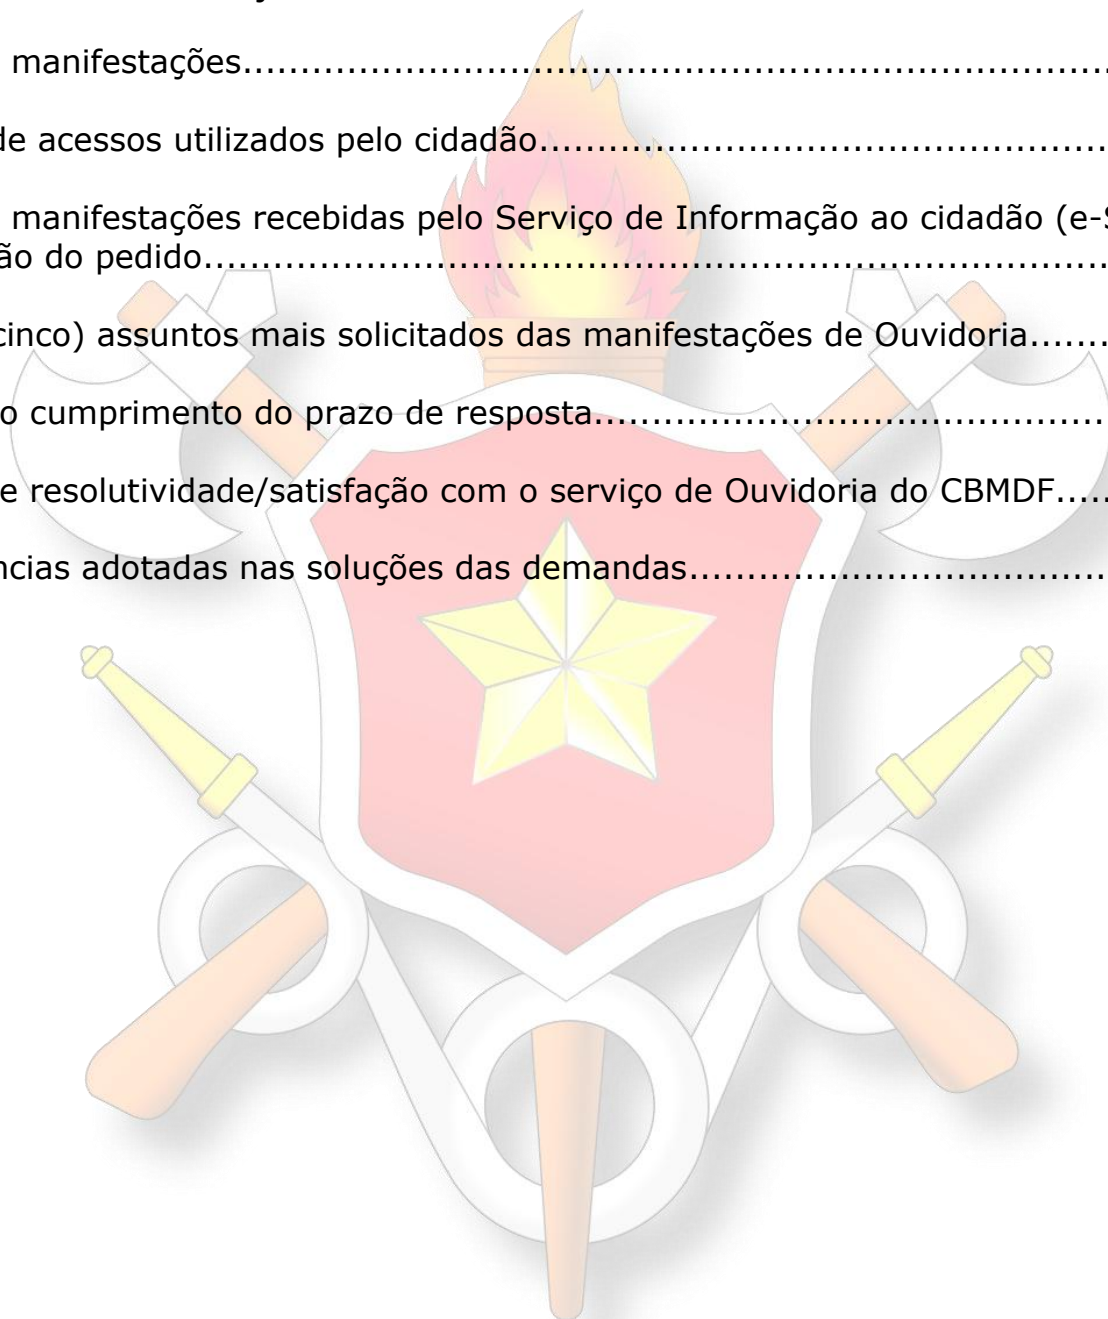 manifestações............................................................................
de acessos utilizados pelo cidadão.................................................
manifestações recebidas pelo Serviço de Informação ao cidadão (e-S
ão do pedido...............................................................................
cinco) assuntos mais solicitados das manifestações de Ouvidoria.......
o cumprimento do prazo de resposta.............................................
e resolutividade/satisfação com o serviço de Ouvidoria do CBMDF.....
ncias adotadas nas soluções das demandas....................................